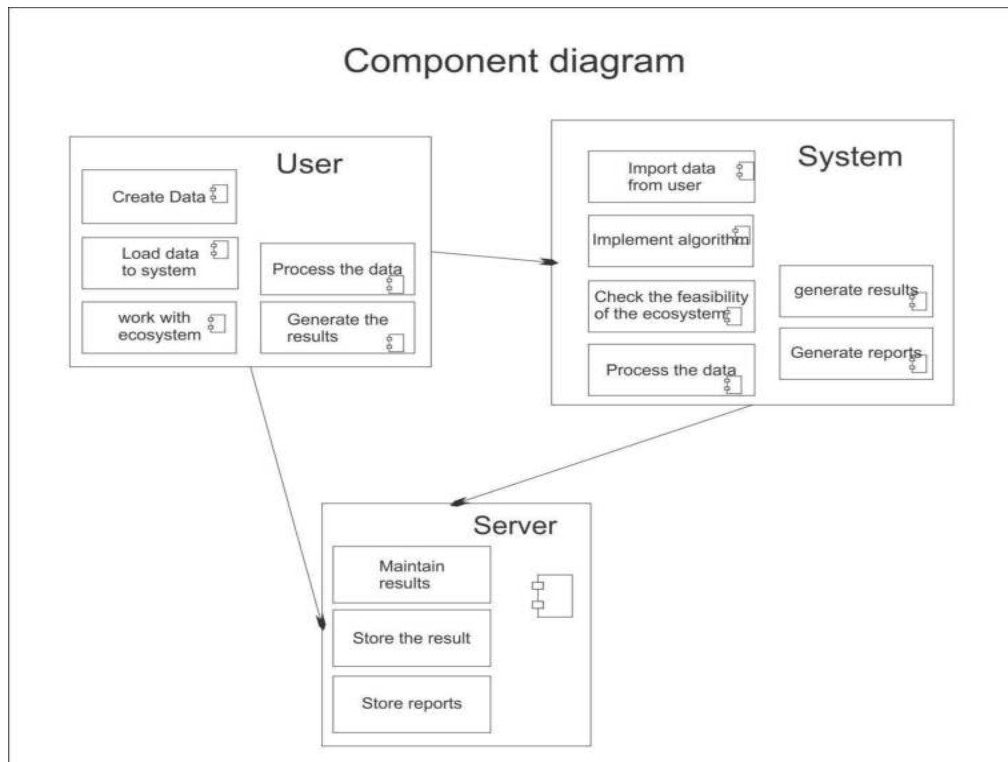 Component diagram
User
Create Data
Load data
to system
work with
ecosystem
Process the data
Generate the
results
System
Import data
from user
Implement algorithm
Check the feasibility
of the ecosystem
Process the data
generate results
Generate reports
Server
Maintain
results
Store the result
Store reports